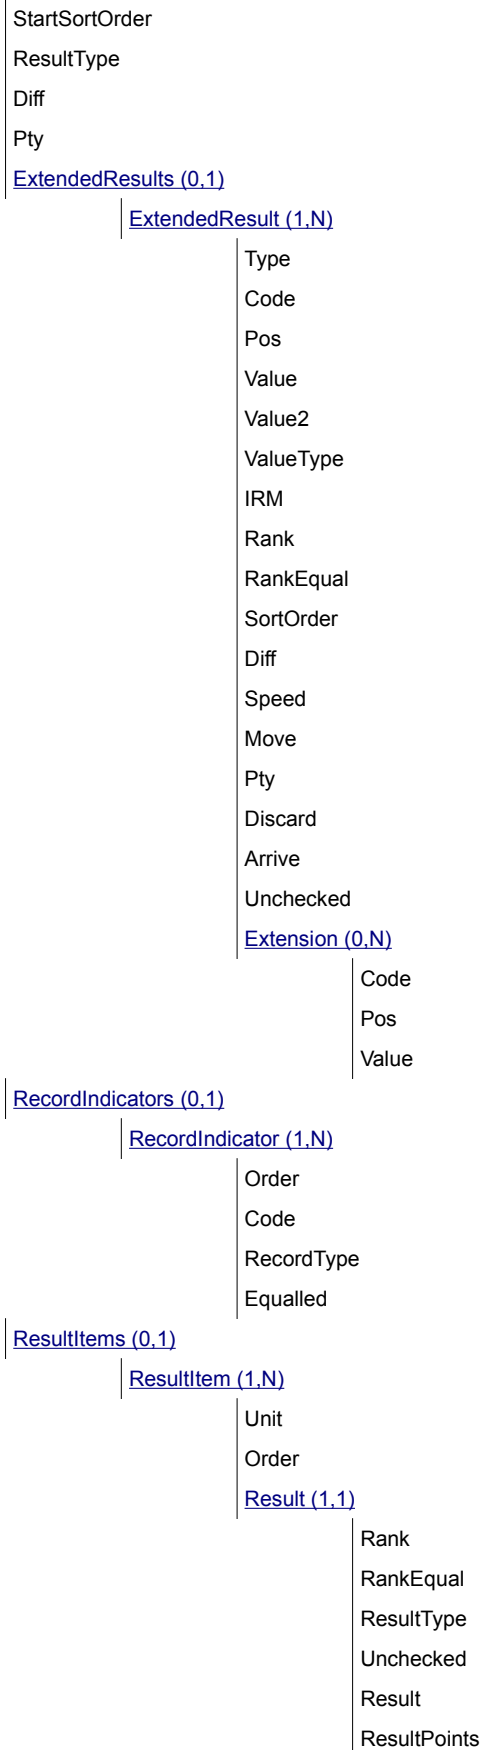 StartSortOrder
ResultType
Diff
Pty
ExtendedResults (0,1)
ExtendedResult (1,N)
Type
Code
Pos
Value
Value2
ValueType
IRM
Rank
RankEqual
SortOrder
Diff
Speed
Move
Pty
Discard
Arrive
Unchecked
Extension (0,N)
Code
Pos
Value
RecordIndicators (0,1)
RecordIndicator (1,N)
Order
Code
RecordType
Equalled
ResultItems (0,1)
ResultItem (1,N)
Unit
Order
Result (1,1)
Rank
RankEqual
ResultType
Unchecked
Result
ResultPoints